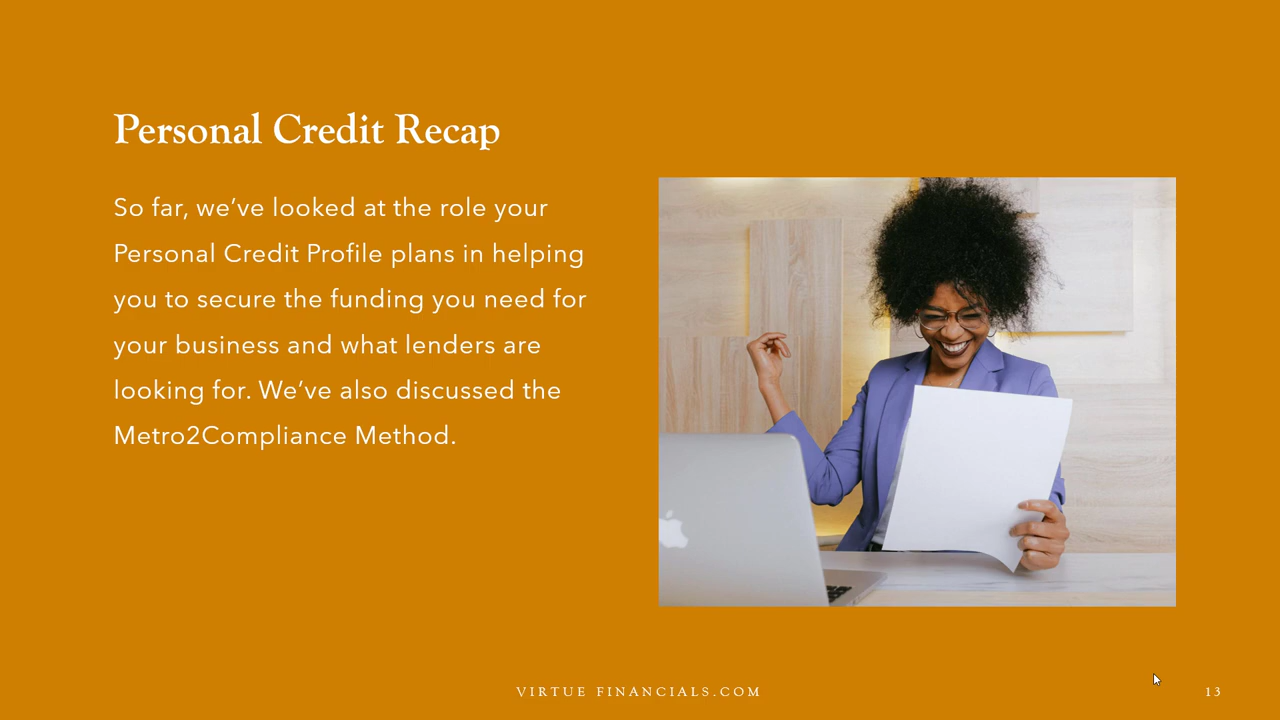 Personal Credit Recap
So far, we’ve looked at the role your
Personal Credit Profile plans in helping
you to secure the funding you need for
your business and what lenders are
looking for. We’ve also discussed the
Metro2Compliance Method.
VIRTUE FINANCIALS.COM
13